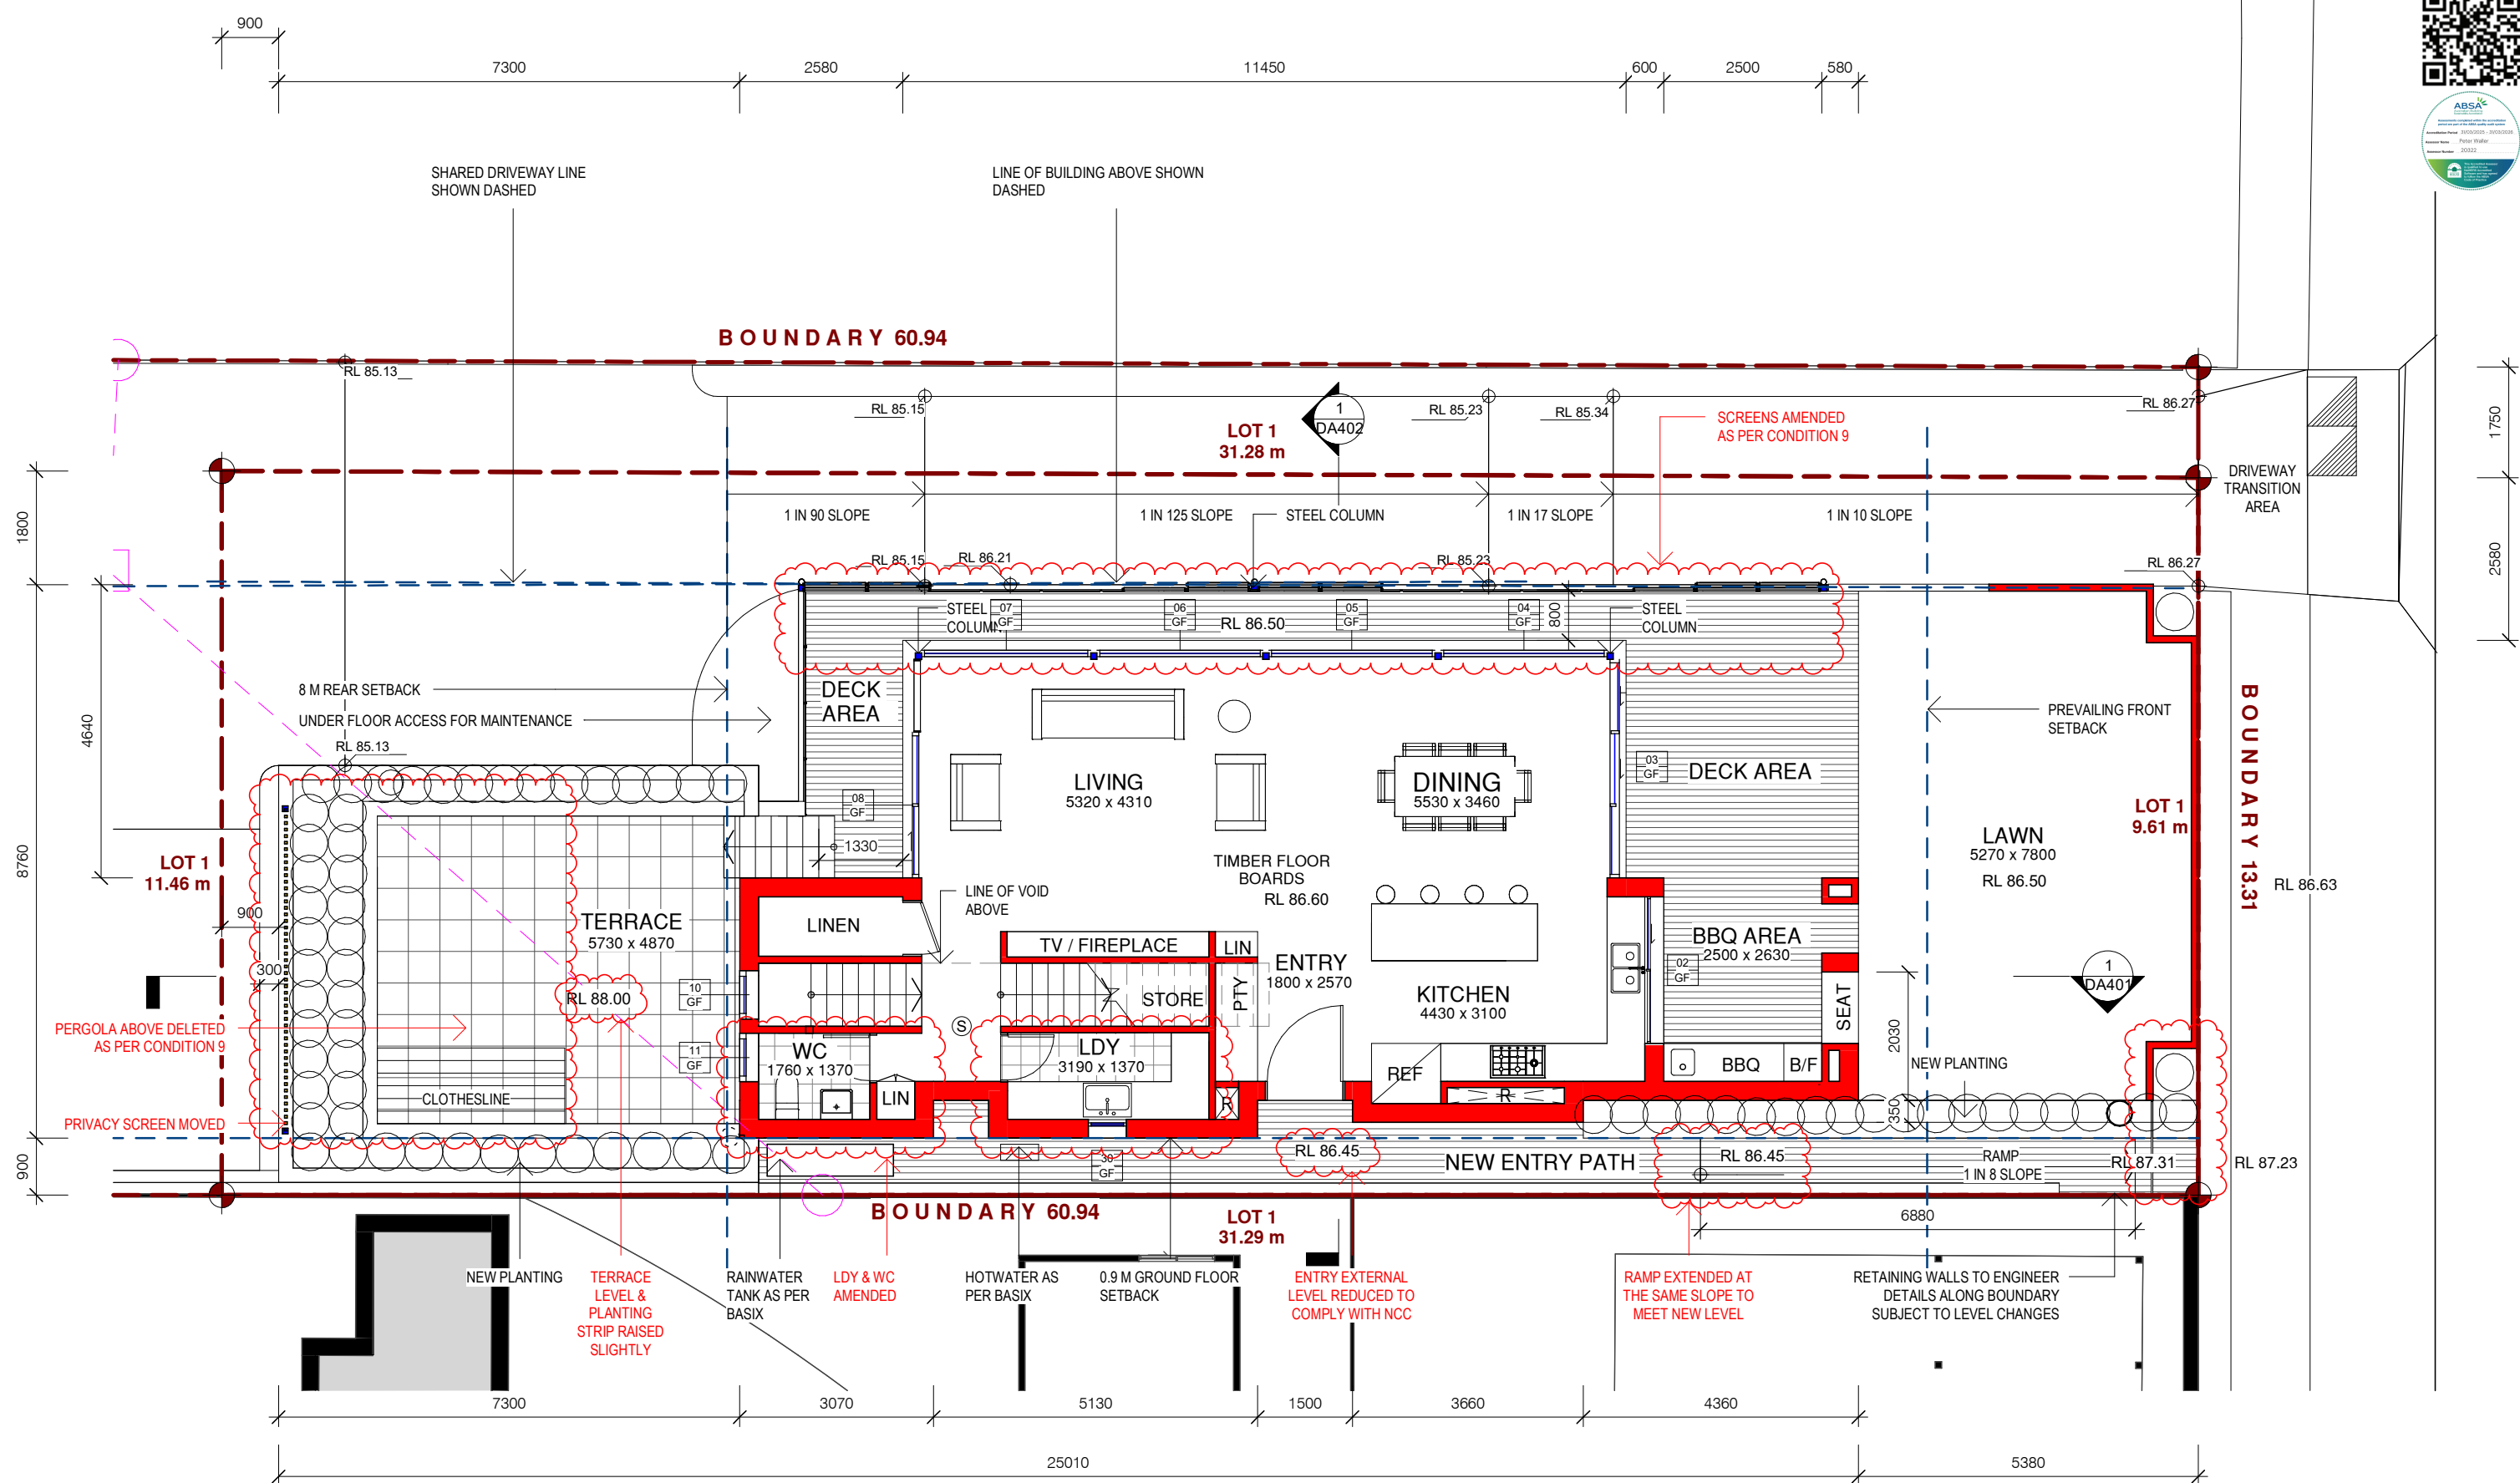 900
7300
2580
11450
600
2500
580
ABSA
Accreditation Period
Assessor Name Peter Waller
Assessor Number 20322
SHARED DRIVEWAY LINE
SHOWN DASHED
LINE OF BUILDING ABOVE SHOWN
DASHED
BOUNDARY 60.94
RL 85.13
RL 85.15
1
DA402
RL 85.23
RL 85.34
RL 86.27
LOT 1
31.28 m
SCREENS AMENDED
AS PER CONDITION 9
1750
DRIVEWAY
TRANSITION
AREA
1800
1 IN 90 SLOPE
1 IN 125 SLOPE
STEEL COLUMN
1 IN 17 SLOPE
1 IN 10 SLOPE
2580
RL 85.15
RL 86.21
RL 85.23
RL 86.27
STEEL
COLUMN
07
GF
06
GF
RL 86.50
05
GF
04
GF
800
STEEL
COLUMN
8 M REAR SETBACK
UNDER FLOOR ACCESS FOR MAINTENANCE
DECK
AREA
PREVAILING FRONT
SETBACK
BOUNDARY 13.31
4640
RL 85.13
LIVING
5320 x 4310
DINING
5530 x 3460
03
GF
DECK AREA
08
GF
LOT 1
9.61 m
8760
1330
LAWN
5270 x 7800
RL 86.50
LOT 1
11.46 m
TIMBER FLOOR
BOARDS
RL 86.60
RL 86.63
LINE OF VOID
ABOVE
900
TERRACE
5730 x 4870
LINEN
TV / FIREPLACE
LIN
ENTRY
1800 x 2570
BBQ AREA
2500 x 2630
02
GF
300
RL 88.00
10
GF
STORE
PTY
KITCHEN
4430 x 3100
SEAT
1
DA401
2030
PERGOLA ABOVE DELETED
AS PER CONDITION 9
S
11
GF
WC
1760 x 1370
LDY
3190 x 1370
REF
BBQ
B/F
NEW PLANTING
CLOTHESLINE
LIN
R
R
350
PRIVACY SCREEN MOVED
900
30
GF
RL 86.45
NEW ENTRY PATH
RL 86.45
RAMP
1 IN 8 SLOPE
RL 87.31
RL 87.23
BOUNDARY 60.94
LOT 1
31.29 m
6880
NEW PLANTING
TERRACE
LEVEL &
PLANTING
STRIP RAISED
SLIGHTLY
RAINWATER
TANK AS PER
BASIX
LDY & WC
AMENDED
HOTWATER AS
PER BASIX
0.9 M GROUND FLOOR
SETBACK
ENTRY EXTERNAL
LEVEL REDUCED TO
COMPLY WITH NCC
RAMP EXTENDED AT
THE SAME SLOPE TO
MEET NEW LEVEL
RETAINING WALLS TO ENGINEER
DETAILS ALONG BOUNDARY
SUBJECT TO LEVEL CHANGES
7300
3070
5130
1500
3660
4360
25010
5380